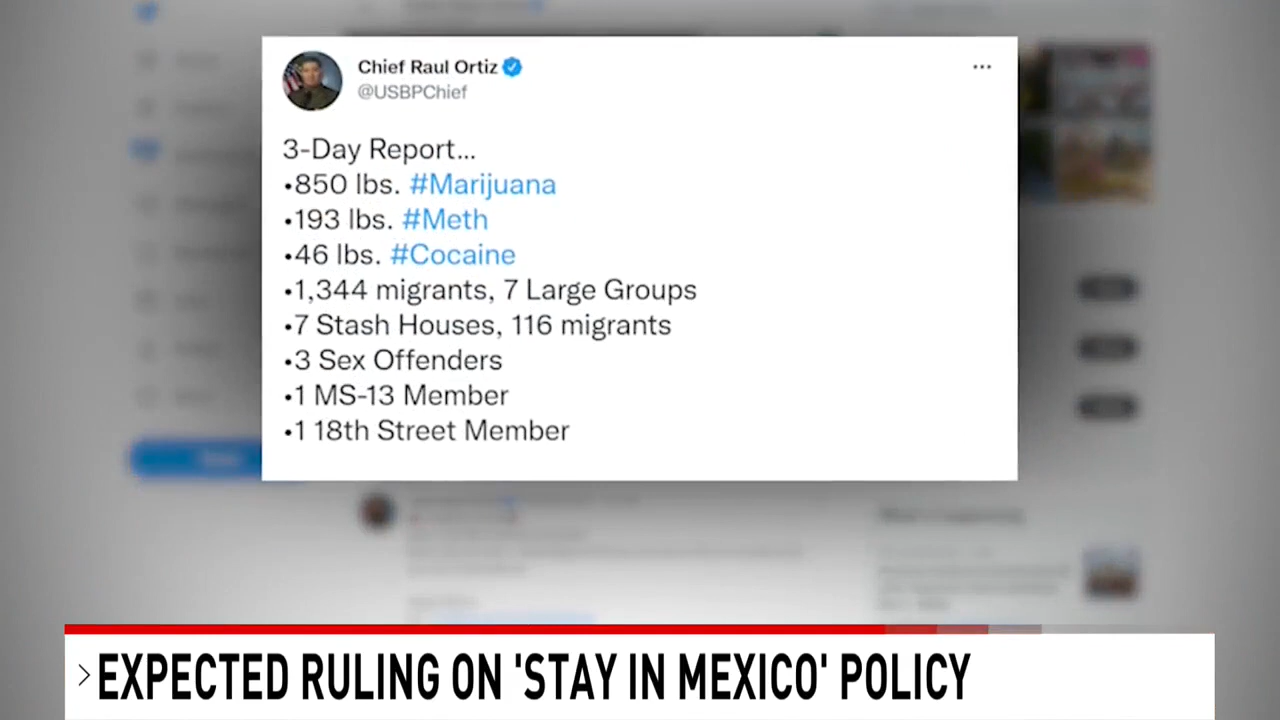 Chief Raul Ortiz
@USBPChief
3-Day Report...
•850 lbs. #Marijuana
•193 lbs. #Meth
•46 lbs. #Cocaine
•1,344 migrants, 7 Large Groups
•7 Stash Houses, 116 migrants
•3 Sex Offenders
•1 MS-13 Member
•1 18th Street Member
EXPECTED RULING ON 'STAY IN MEXICO' POLICY